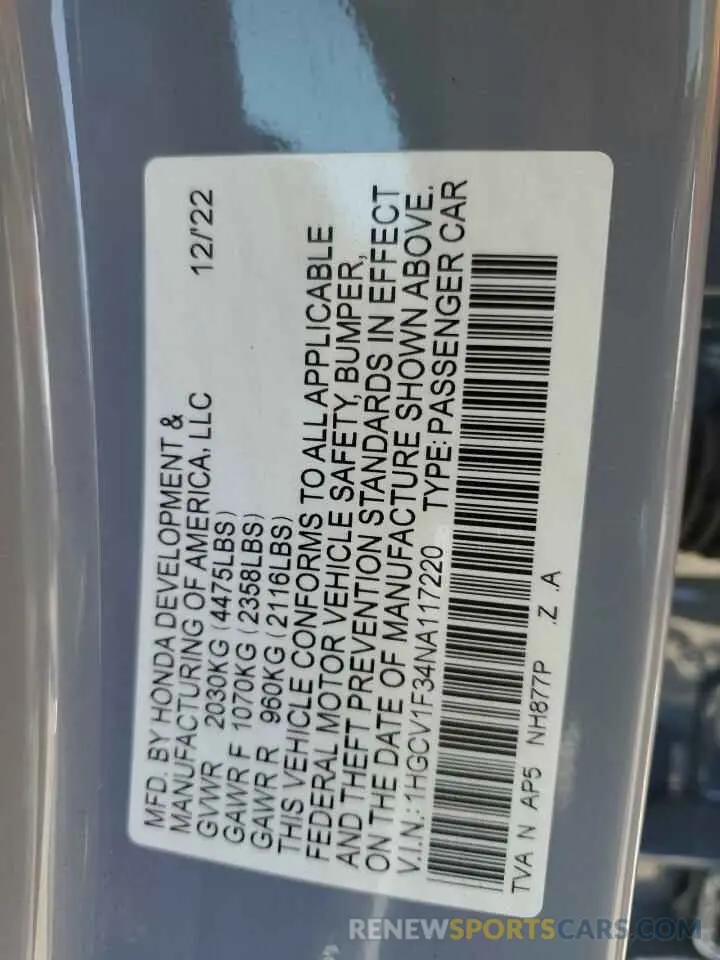 MFD. BY HONDA DEVELOPMENT & 12/'22
MANUFACTURING OF AMERICA, LLC
GVWR 2030KG (4475LBS)
GAWR F 1070KG (2358LBS)
GAWR R 960KG (2116LBS)
THIS VEHICLE CONFORMS TO ALL APPLICABLE
FEDERAL MOTOR VEHICLE SAFETY, BUMPER,
AND THEFT PREVENTION STANDARDS IN EFFECT
ON THE DATE OF MANUFACTURE SHOWN ABOVE.
V.I.N.: 1HGCV1F34NA117220 TYPE: PASSENGER CAR
TVA N AP5 NH877P .Z .A
RENEWSPORTSCARS.COM